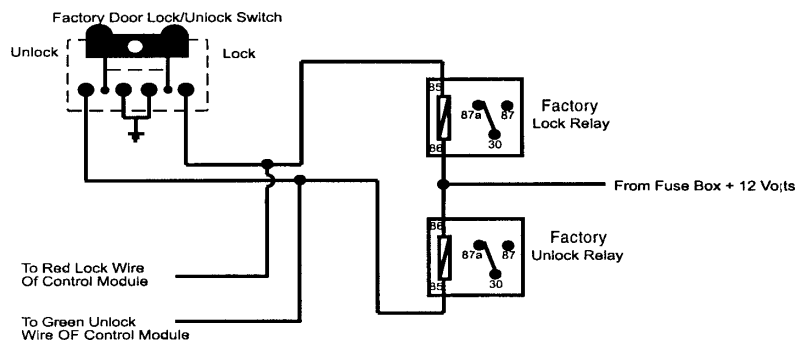 Factory Door Lock/Unlock Switch
Unlock
Lock
85
87a
87
30
86
Factory
Lock Relay
From Fuse Box + 12 Volts
86
87a
87
30
85
Factory
Unlock Relay
To Red Lock Wire
Of Control Module
To Green Unlock
Wire OF Control Module